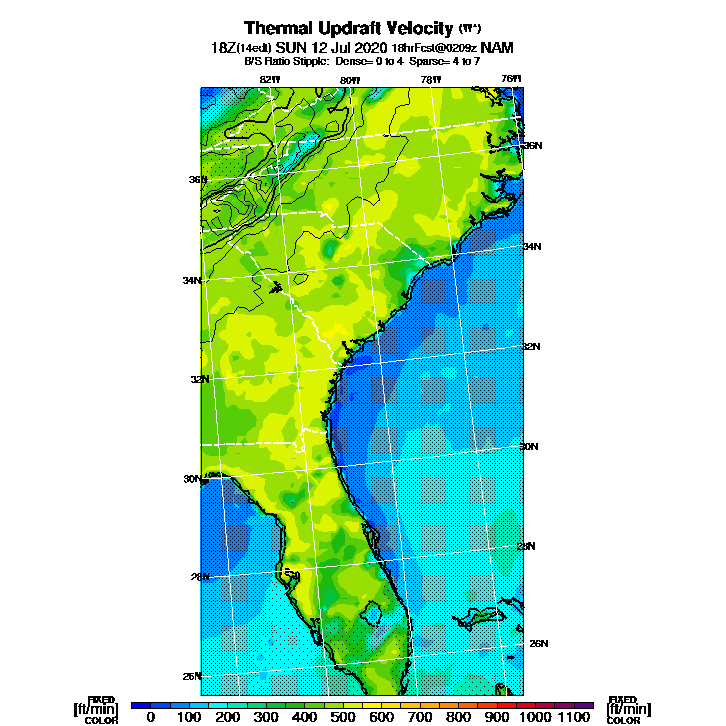 Thermal Updraft Velocity (W*)
18Z(14edt) SUN 12 Jul 2020 18hrFcst@0209z NAM
B/S Ratio Stipple: Dense= 0 to 4 Sparse= 4 to 7
82W 80W 78W 76W
36N
36N
34N
34N
32N
32N
30N
30N
28N
28N
26N
26N
FIXED FIXED
[ft/min] 0 100 200 300 400 500 600 700 800 900 1000 1100 [ft/min]
COLOR COLOR